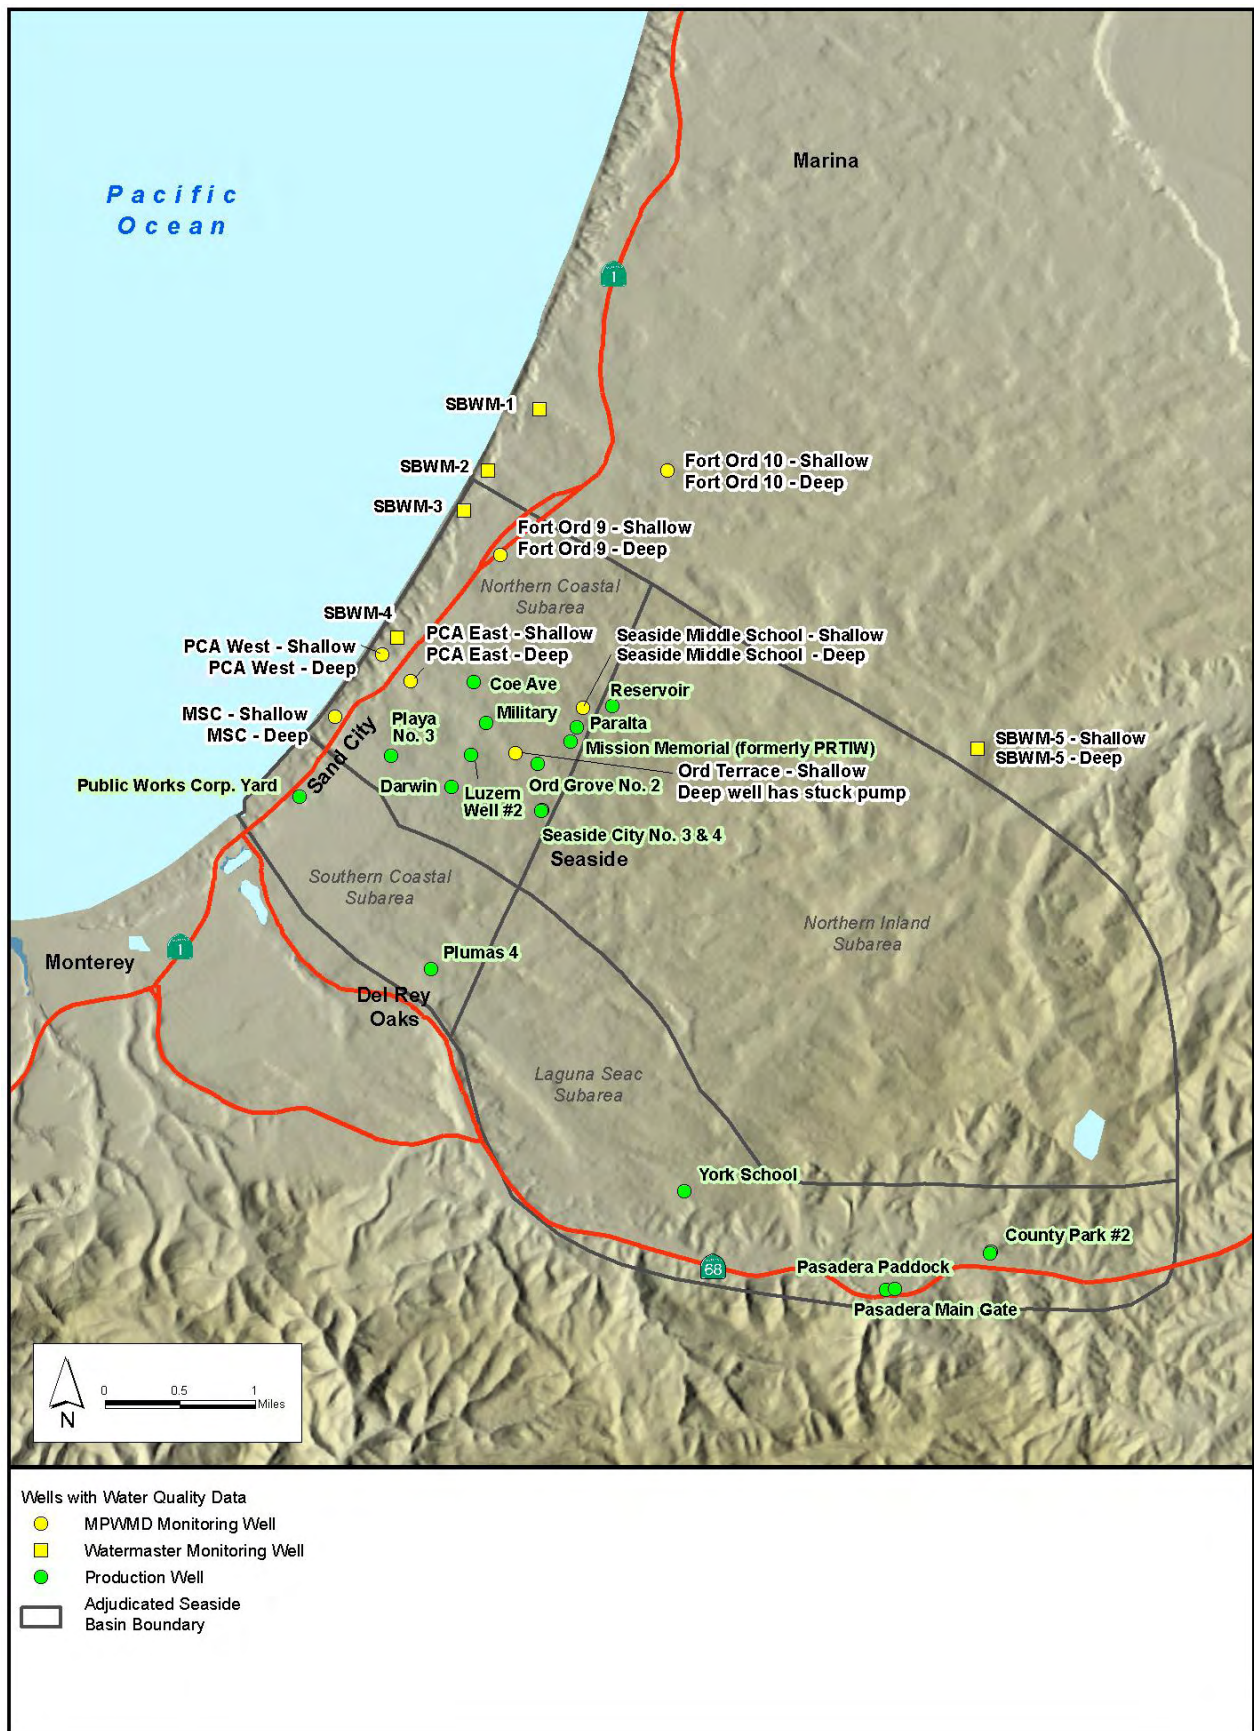 Pacific
Ocean
Marina
1
SBWM-1
SBWM-2
Fort Ord 10 - Shallow
Fort Ord 10 - Deep
SBWM-3
Fort Ord 9 - Shallow
Fort Ord 9 - Deep
Northern Coastal
Subarea
SBWM-4
PCA West - Shallow
PCA West - Deep
PCA East - Shallow
PCA East - Deep
Seaside Middle School - Shallow
Seaside Middle School - Deep
Coe Ave
Reservoir
MSC - Shallow
MSC - Deep
Military
Playa
No. 3
Paralta
Mission Memorial (formerly PRTIW)
SBWM-5 - Shallow
SBWM-5 - Deep
Sand City
Ord Terrace - Shallow
Deep well has stuck pump
Public Works Corp. Yard
Darwin
Luzern
Well #2
Ord Grove No. 2
Seaside City No. 3 & 4
Seaside
Southern Coastal
Subarea
Northern Inland
Subarea
1
Monterey
Plumas 4
Del Rey
Oaks
Laguna Seac
Subarea
York School
County Park #2
68
Pasadera Paddock
Pasadera Main Gate
0 0.5 1
Miles
N
Wells with Water Quality Data
MPWMD Monitoring Well
Watermaster Monitoring Well
Production Well
Adjudicated Seaside
Basin Boundary